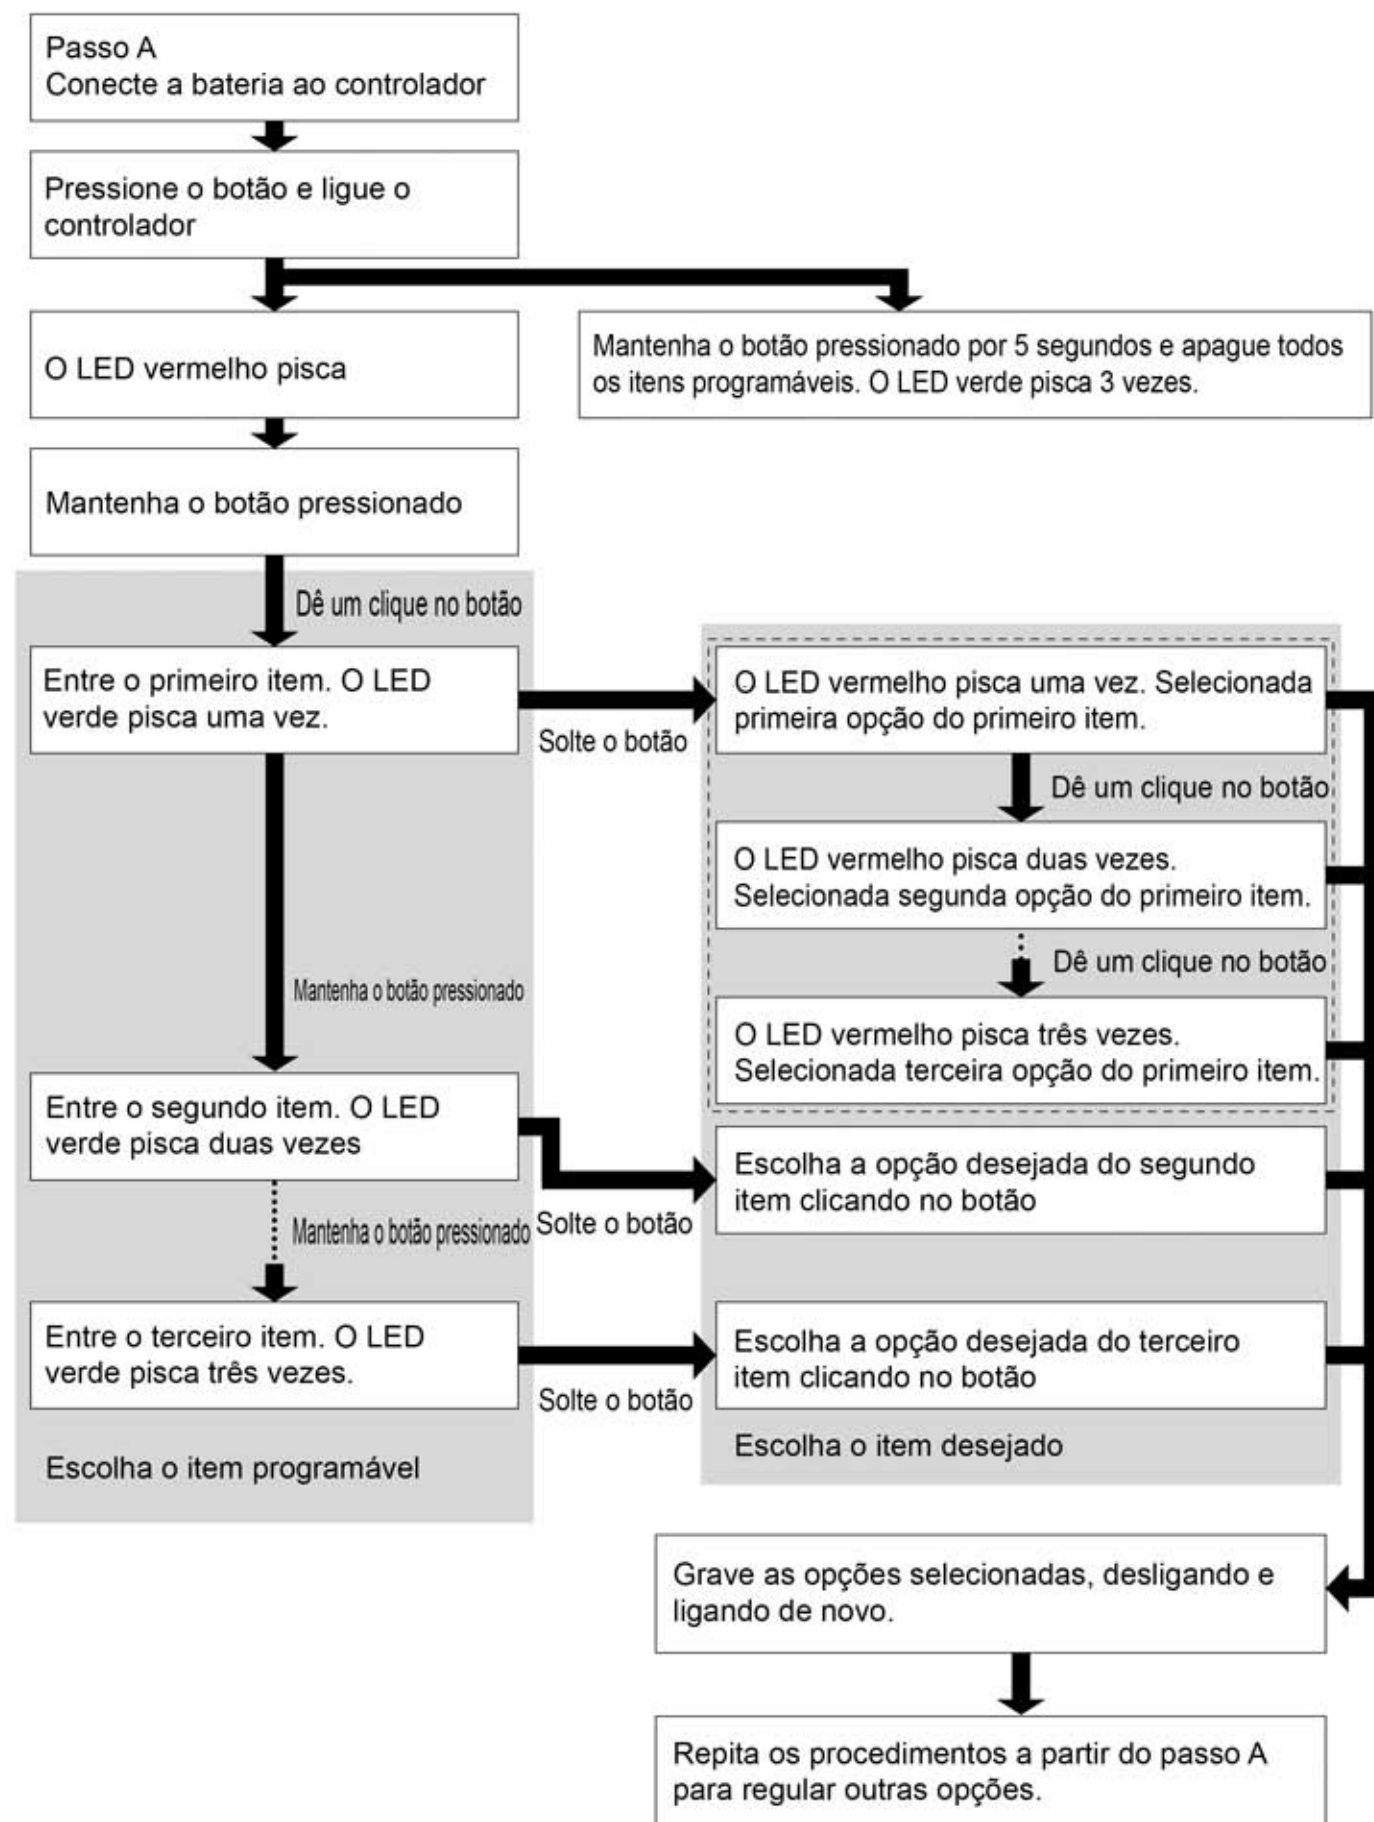 Passo A
Conecte a bateria ao controlador
Pressione o botão e ligue o
controlador
O LED vermelho pisca
Mantenha o botão pressionado por 5 segundos e apague todos
os itens programáveis. O LED verde pisca 3 vezes.
Mantenha o botão pressionado
Dê um clique no botão
Entre o primeiro item. O LED
verde pisca uma vez.
Solte o botão
O LED vermelho pisca uma vez. Selecionada
primeira opção do primeiro item.
Dê um clique no botão
O LED vermelho pisca duas vezes.
Selecionada segunda opção do primeiro item.
Dê um clique no botão
Mantenha o botão pressionado
O LED vermelho pisca três vezes.
Selecionada terceira opção do primeiro item.
Entre o segundo item. O LED
verde pisca duas vezes
Solte o botão
Escolha a opção desejada do segundo
item clicando no botão
Mantenha o botão pressionado
Entre o terceiro item. O LED
verde pisca três vezes.
Solte o botão
Escolha a opção desejada do terceiro
item clicando no botão
Escolha o item programável
Escolha o item desejado
Grave as opções selecionadas, desligando e
ligando de novo.
Repita os procedimentos a partir do passo A
para regular outras opções.